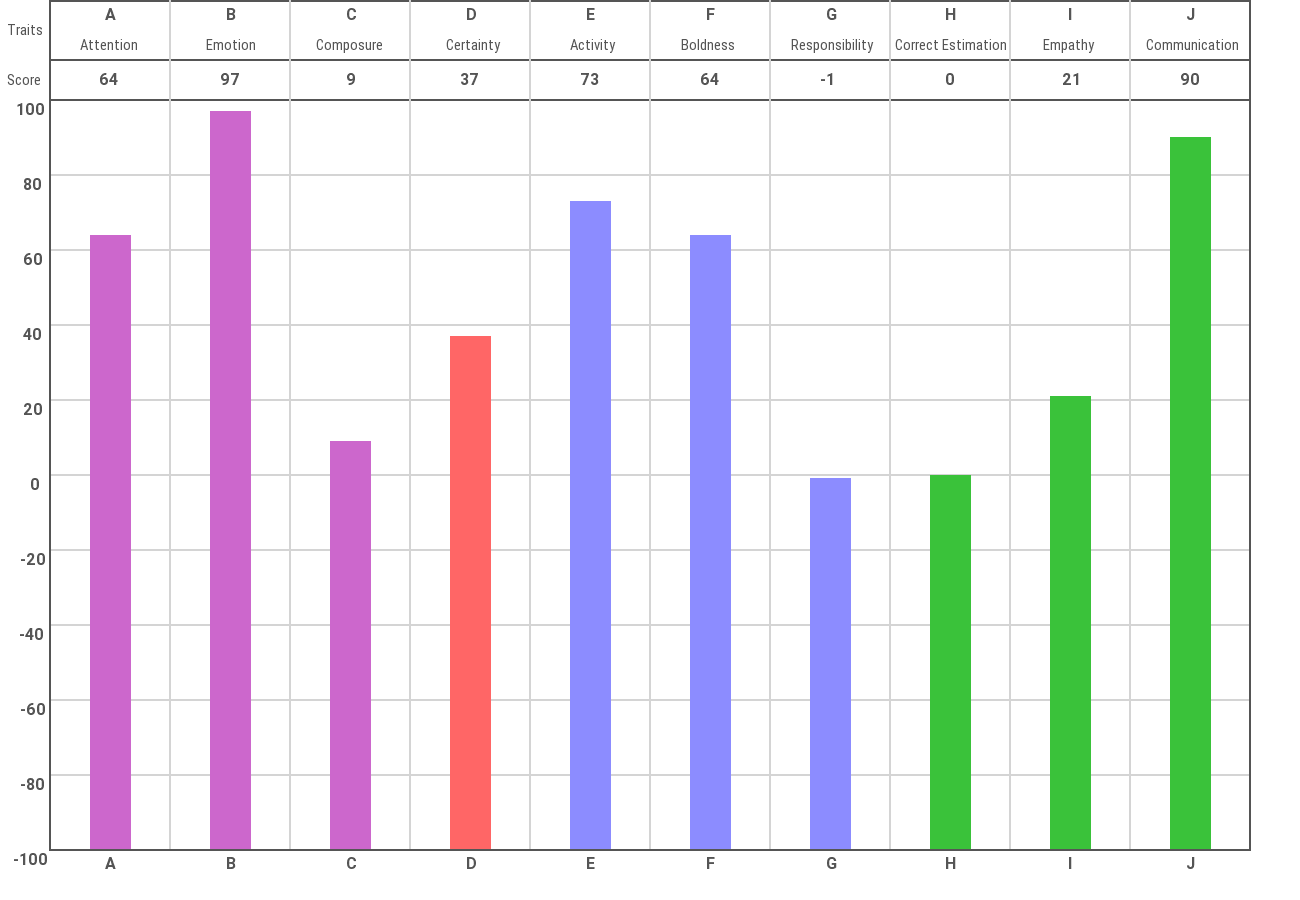 A B C D E F G H I J
Traits
Attention Emotion Composure Certainty Activity Boldness Responsibility Correct Estimation Empathy Communication
Score 64 97 9 37 73 64 -1 0 21 90
100
80
60
40
20
0
-20
-40
-60
-80
-100
A B C D E F G H I J